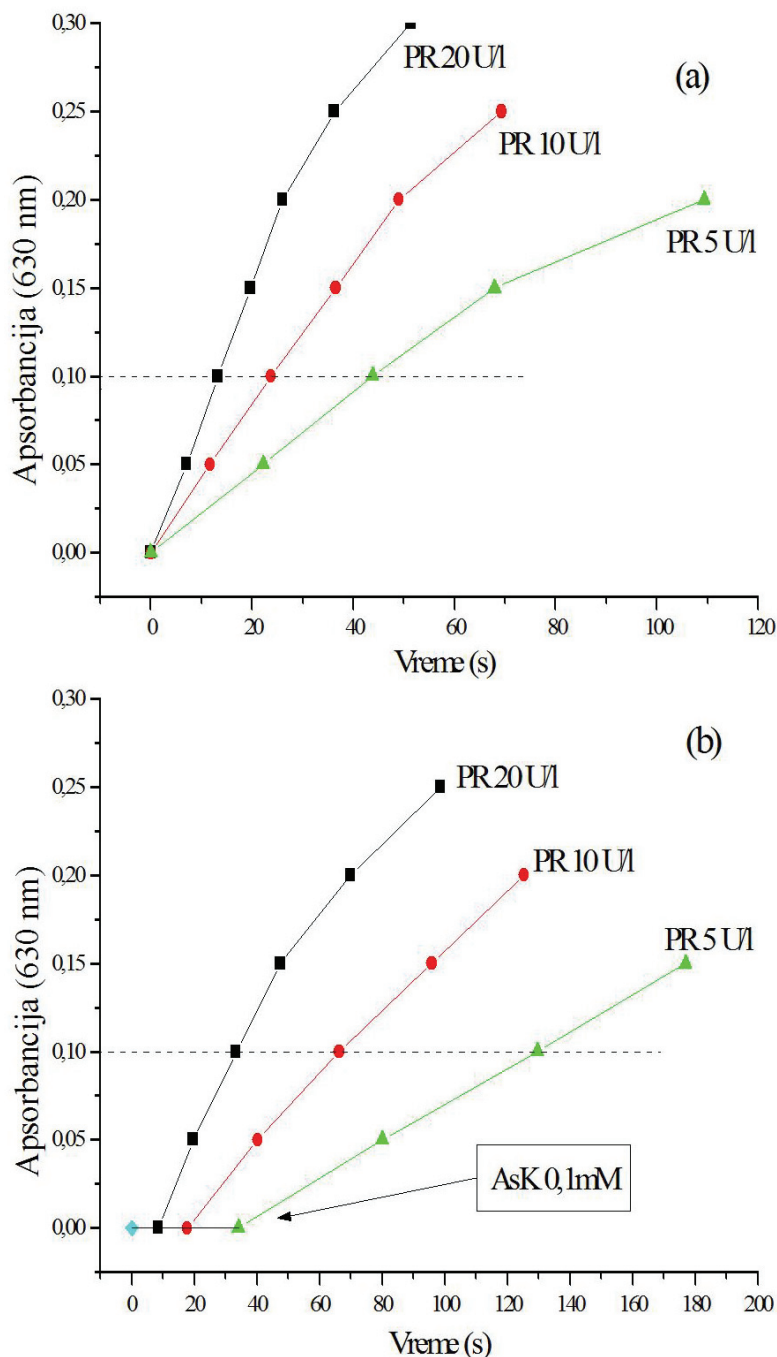 0,30
PR 20 U/l
(a)
0,25
PR 10 U/l
0,20
PR 5 U/l
0,15
0,10
0,05
0,00
Apsorbancija (630 nm)
0 20 40 60 80 100 120
Vreme (s)
0,30
(b)
PR 20 U/l
0,25
PR 10 U/l
0,20
PR 5 U/l
0,15
0,10
0,05
AsK 0,1mM
0,00
Apsorbancija (630 nm)
0 20 40 60 80 100 120 140 160 180 200
Vreme (s)